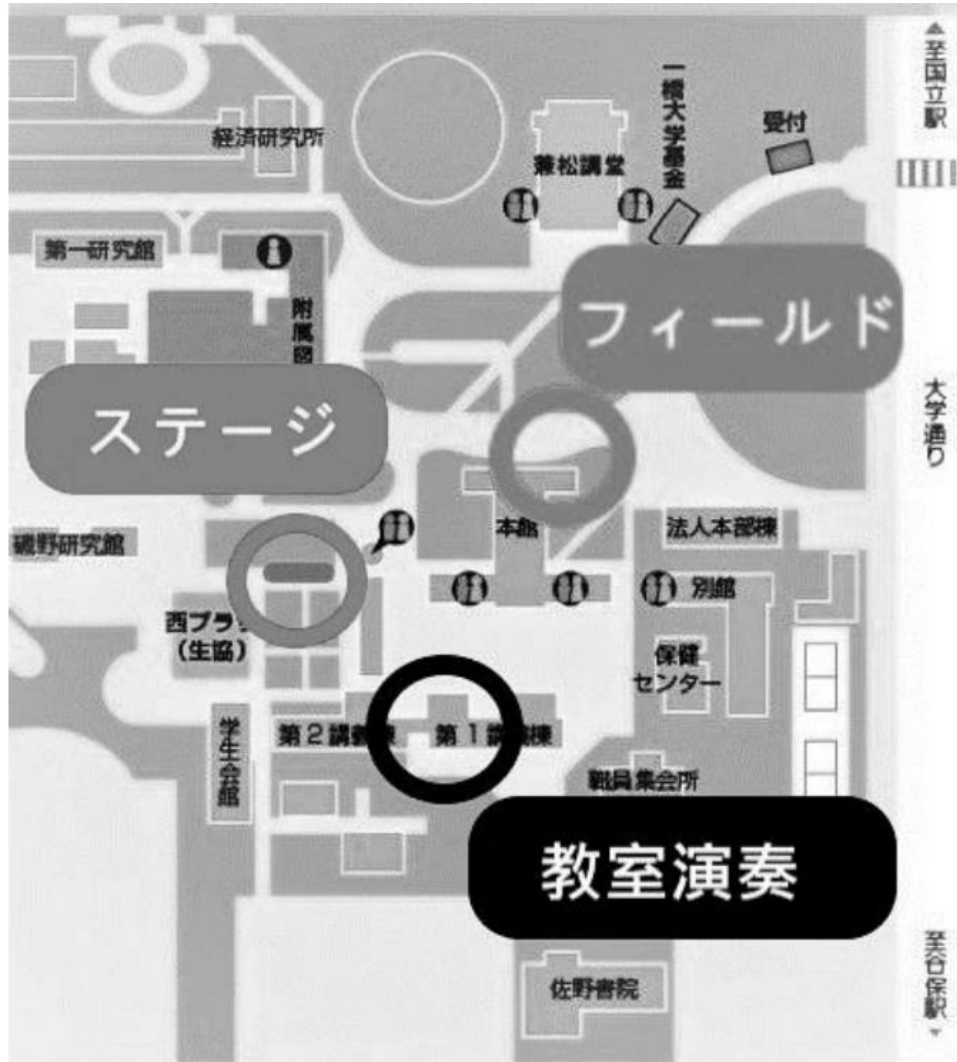 至国立駅
一橋大学基金
受付
経済研究所
兼松講堂
第一研究館
附属図
フィールド
ステージ
大学通り
本館
法人本部棟
磯野研究館
別館
西プラ
(生協)
保健
センター
学生会館
第2講義棟
第1講義棟
職員集会所
教室演奏
至谷保駅
佐野書院